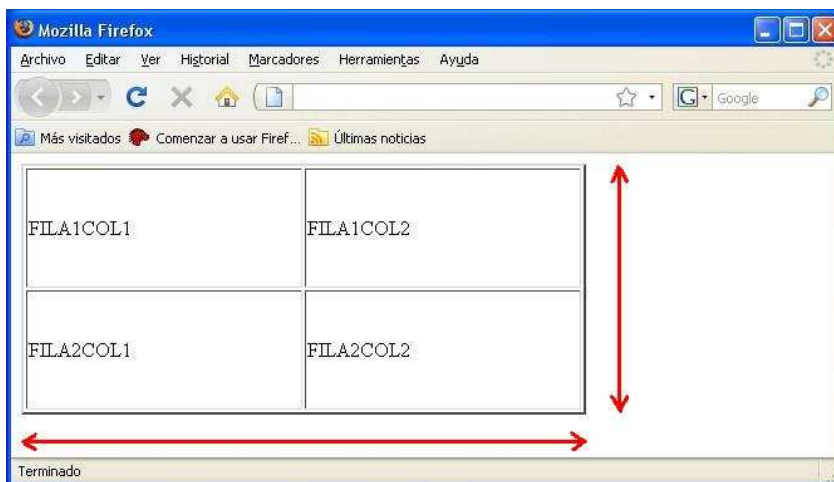 Mozilla Firefox
Archivo Editar Ver Historial Marcadores Herramientas Ayuda
G Google
Más visitados Comenzar a usar Firef... Últimas noticias
FILA1COL1 FILA1COL2
FILA2COL1 FILA2COL2
Terminado